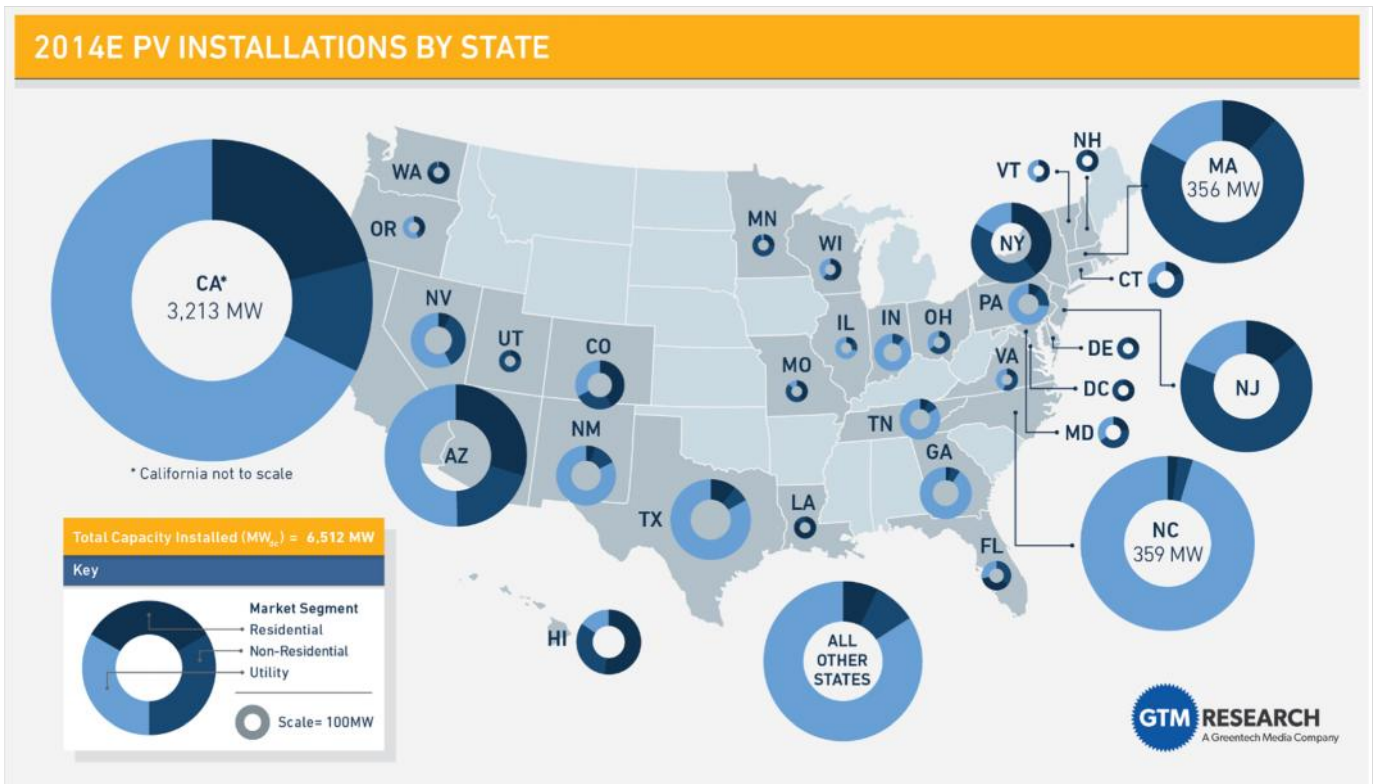 2014E PV INSTALLATIONS BY STATE
CA*
3,213 MW
* California not to scale
WA
OR
NV
UT
CO
AZ
NM
TX
MN
WI
IL
IN
OH
MO
TN
GA
LA
FL
HI
VA
PA
NY
VT
NH
MA
356 MW
CT
NJ
DE
DC
MD
NC
359 MW
ALL
OTHER
STATES
Total Capacity Installed (MWdc) = 6,512 MW
Key
Market Segment
Residential
Non-Residential
Utility
Scale= 100MW
GTM RESEARCH
A Greentech Media Company